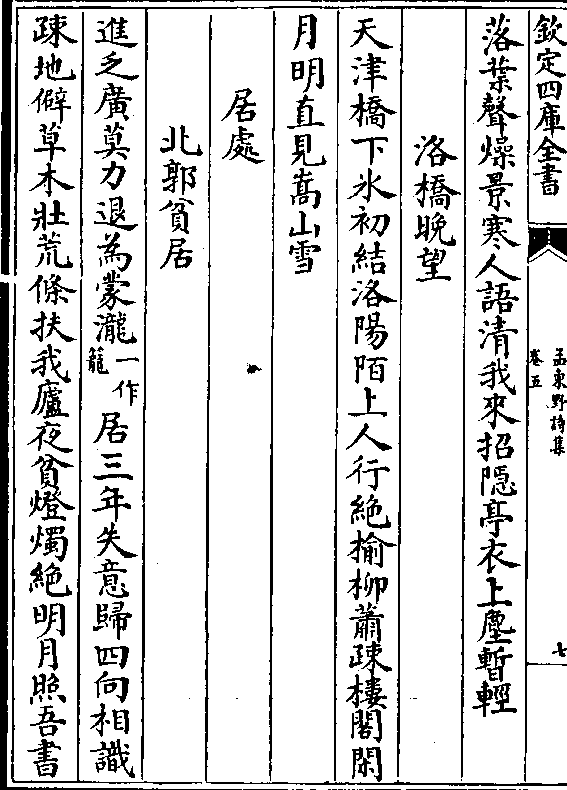 欽定四庫全書
孟東野詩集
卷五
七
落葉聲燥景寒人語清我來招隠亭衣上塵暫輕
洛橋晚望
天津橋下氷初結洛陽陌上人行絶榆柳蕭疎樓閣閑
月明直見嵩山雪
居處
北郭貧居
進乏廣莫力退為蒙瀧一作籠居三年失意歸四向相識
疎地僻草木壯荒條扶我廬夜貧燈燭絶明月照吾書